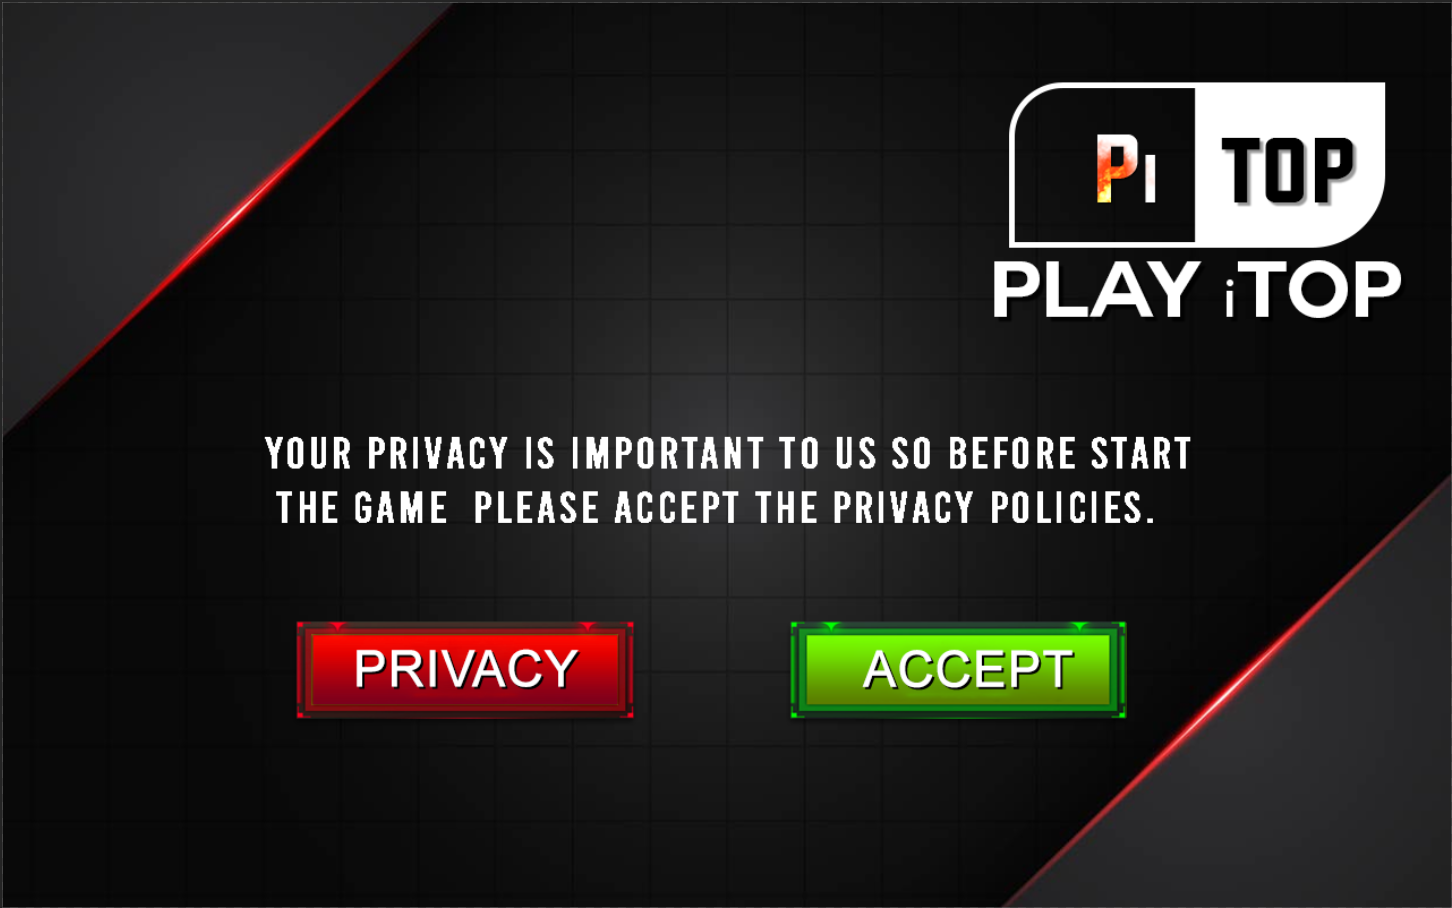 Pi TOP
PLAY iTOP
YOUR PRIVACY IS IMPORTANT TO US SO BEFORE START
THE GAME PLEASE ACCEPT THE PRIVACY POLICIES.
PRIVACY
ACCEPT